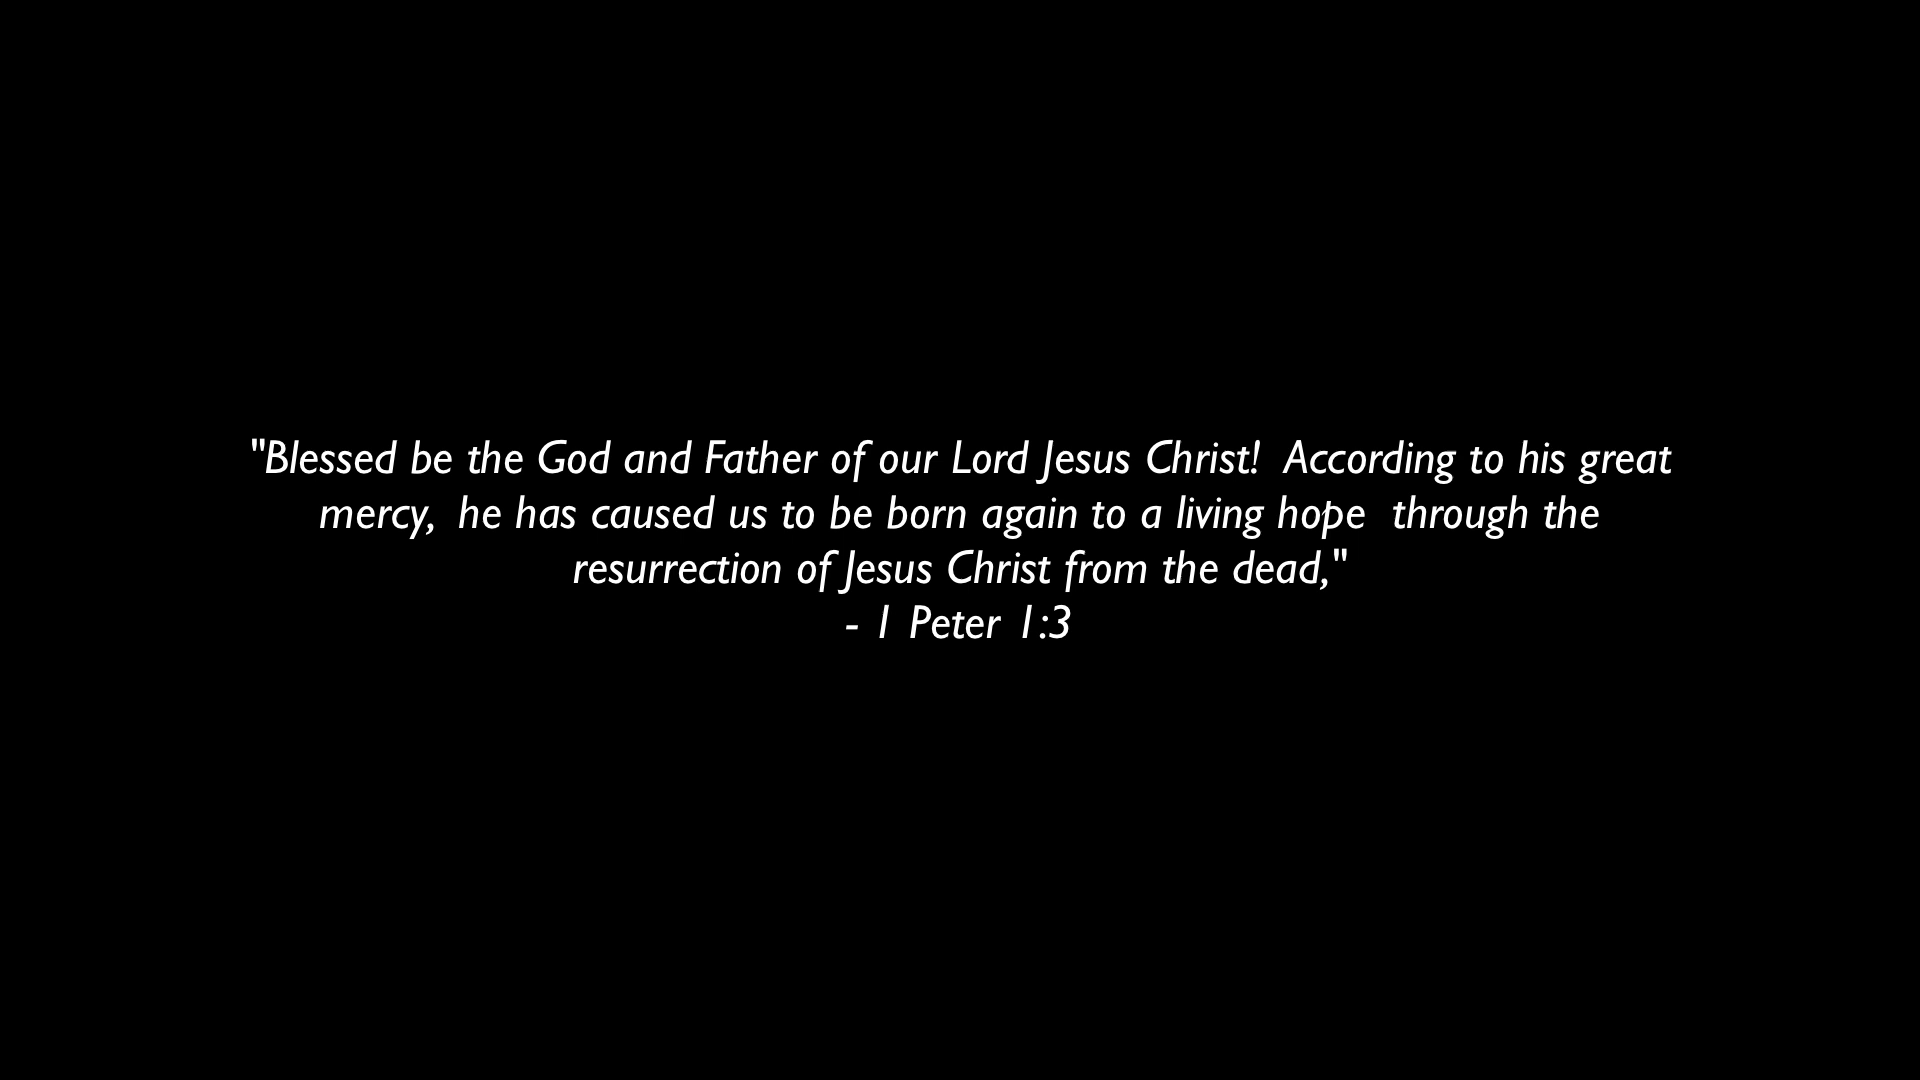 "Blessed be the God and Father of our Lord Jesus Christ!  According to his great
mercy,  he has caused us to be born again to a living hope  through the
resurrection of Jesus Christ from the dead,"
- 1 Peter 1:3